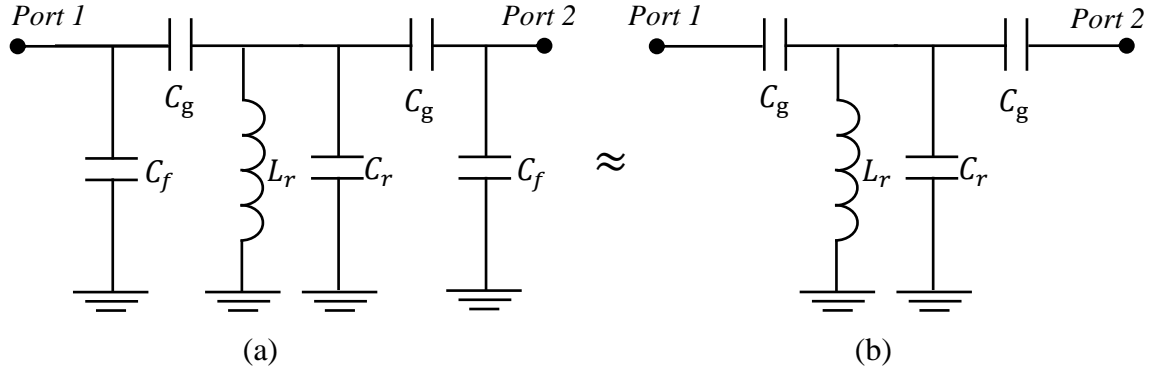 Port 1 Port 2 Port 1 Port 2
C_g C_g C_g C_g
C_f L_r C_r C_f ≈ L_r C_r
(a) (b)